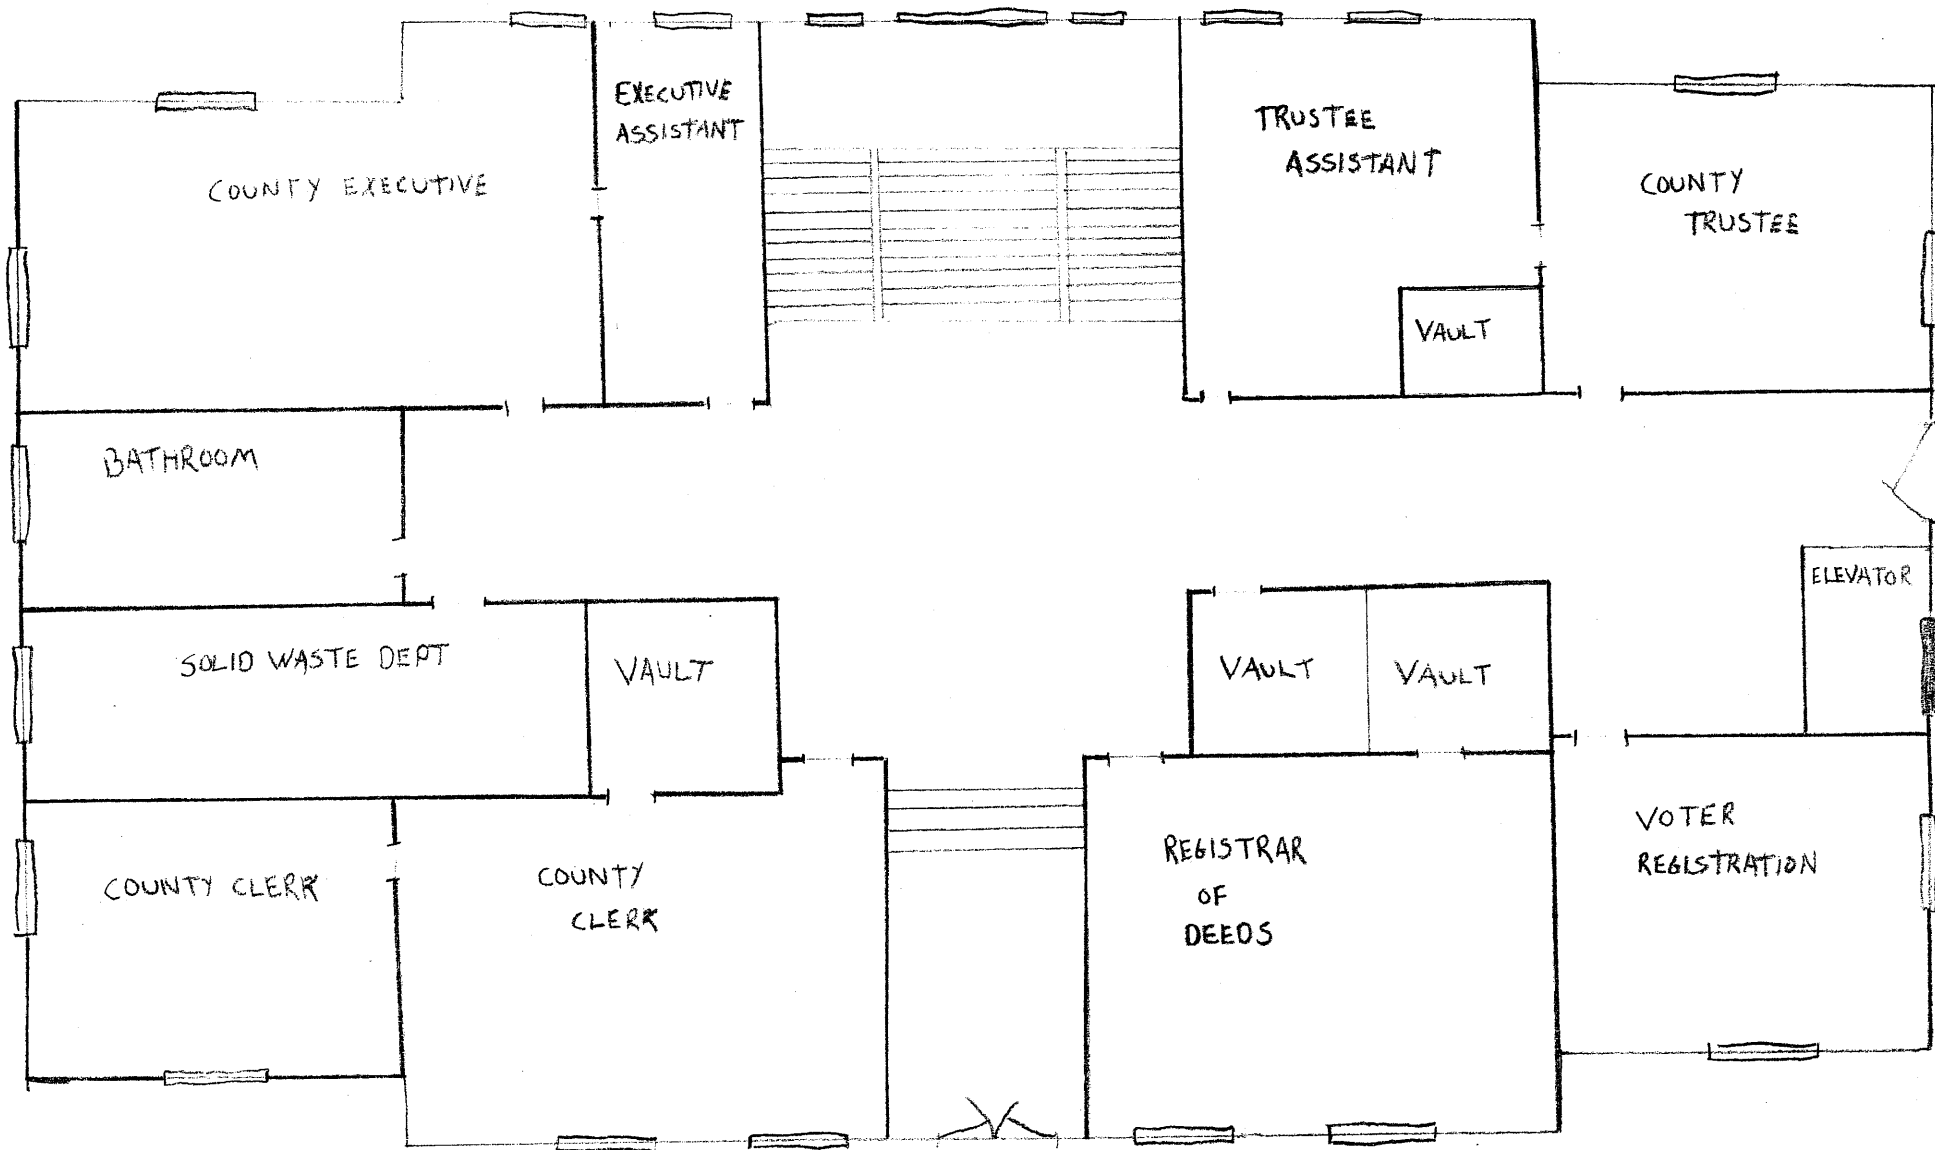 EXECUTIVE
ASSISTANT
COUNTY EXECUTIVE
TRUSTEE
ASSISTANT
COUNTY
TRUSTEE
VAULT
BATHROOM
ELEVATOR
SOLID WASTE DEPT
VAULT
VAULT
VAULT
COUNTY CLERK
COUNTY
CLERK
REGISTRAR
OF
DEEDS
VOTER
REGISTRATION